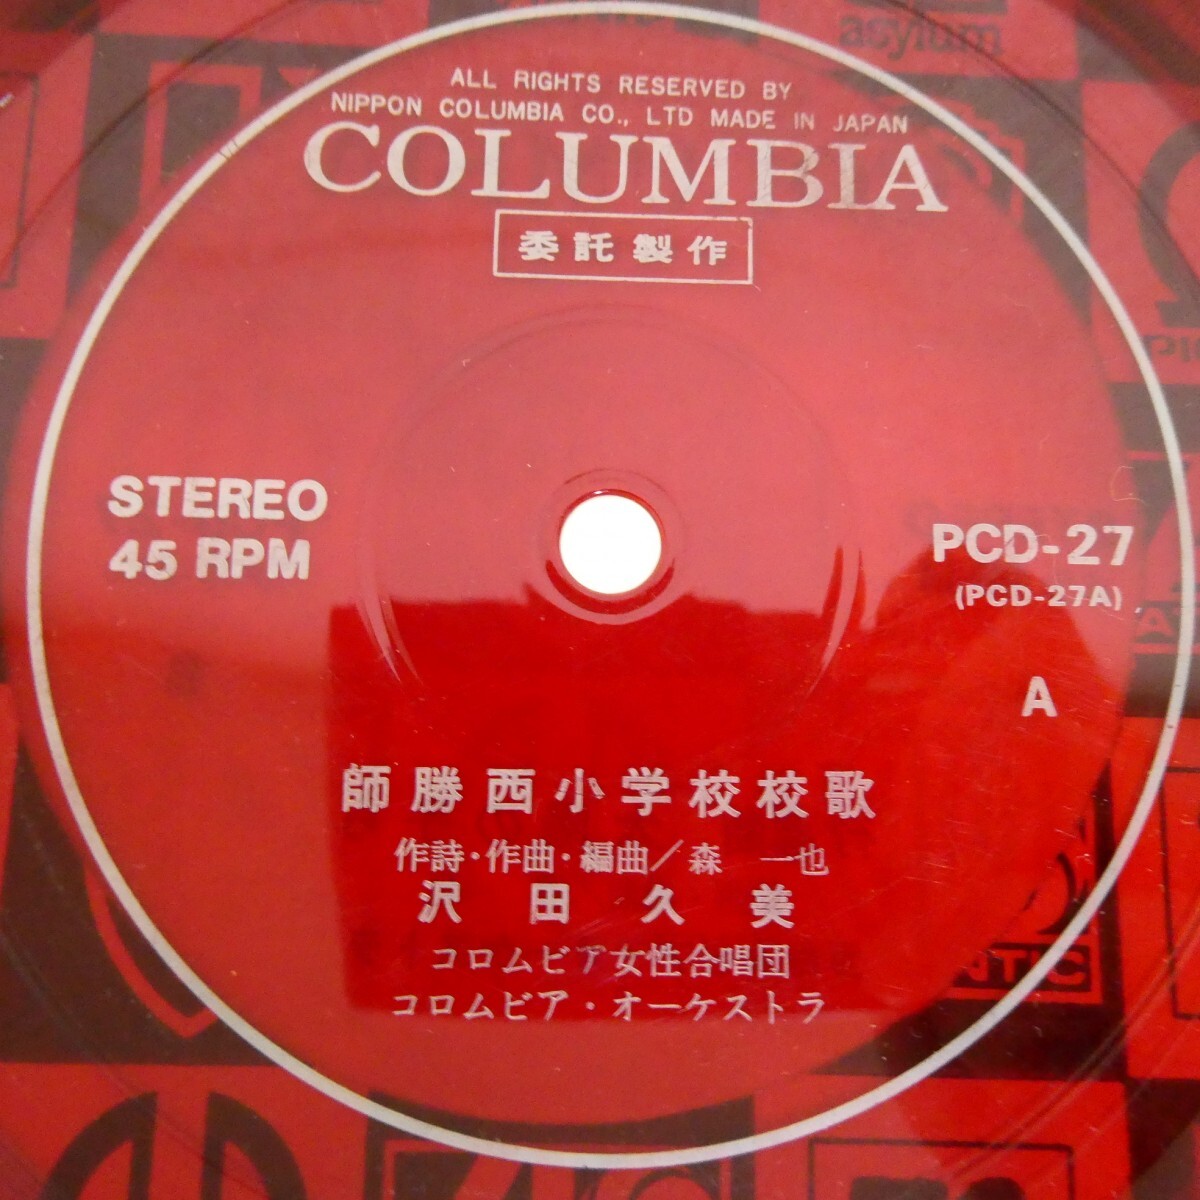 asylum
ALL RIGHTS RESERVED BY
NIPPON COLUMBIA CO., LTD MADE IN JAPAN
COLUMBIA
委託製作
STEREO
45 RPM
PCD-27
(PCD-27A)
A
師勝西小学校校歌
作詩・作曲・編曲／森 一也
沢田久美
コロムビア女性合唱団
コロムビア・オーケストラ